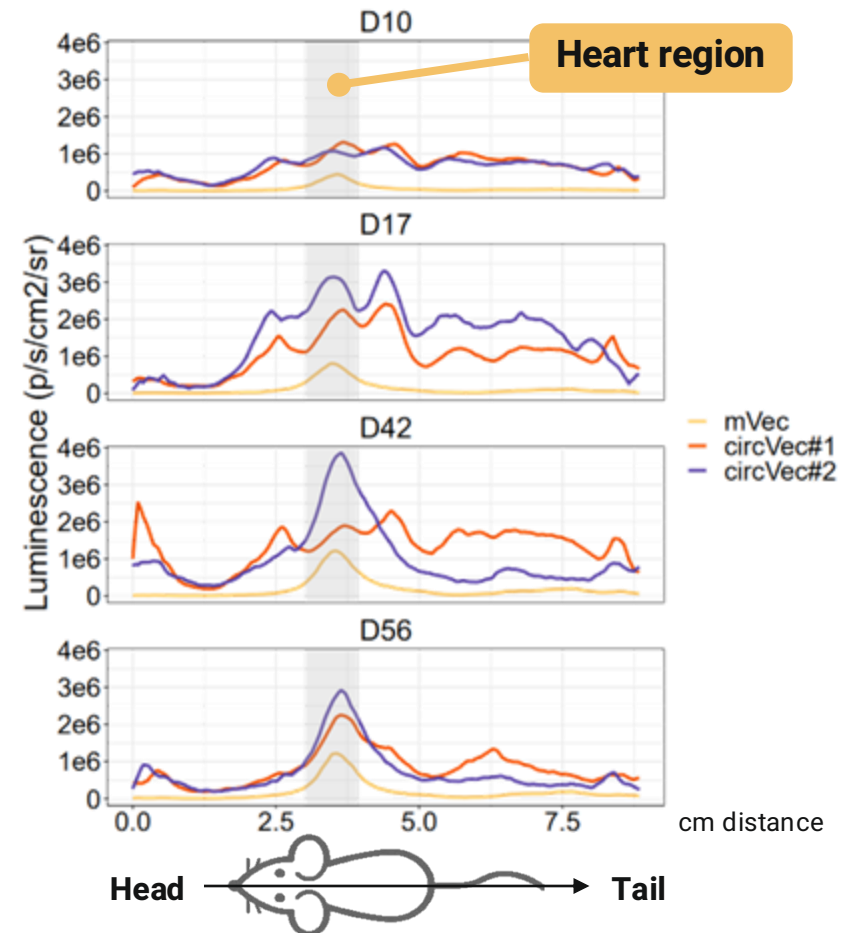 D10
Heart region
4e6
3e6
2e6
1e6
0
D17
4e6
3e6
2e6
1e6
0
Luminescence (p/s/cm2/sr)
mVec
circVec#1
circVec#2
D42
4e6
3e6
2e6
1e6
0
D56
4e6
3e6
2e6
1e6
0
0.0 2.5 5.0 7.5 cm distance
Head Tail